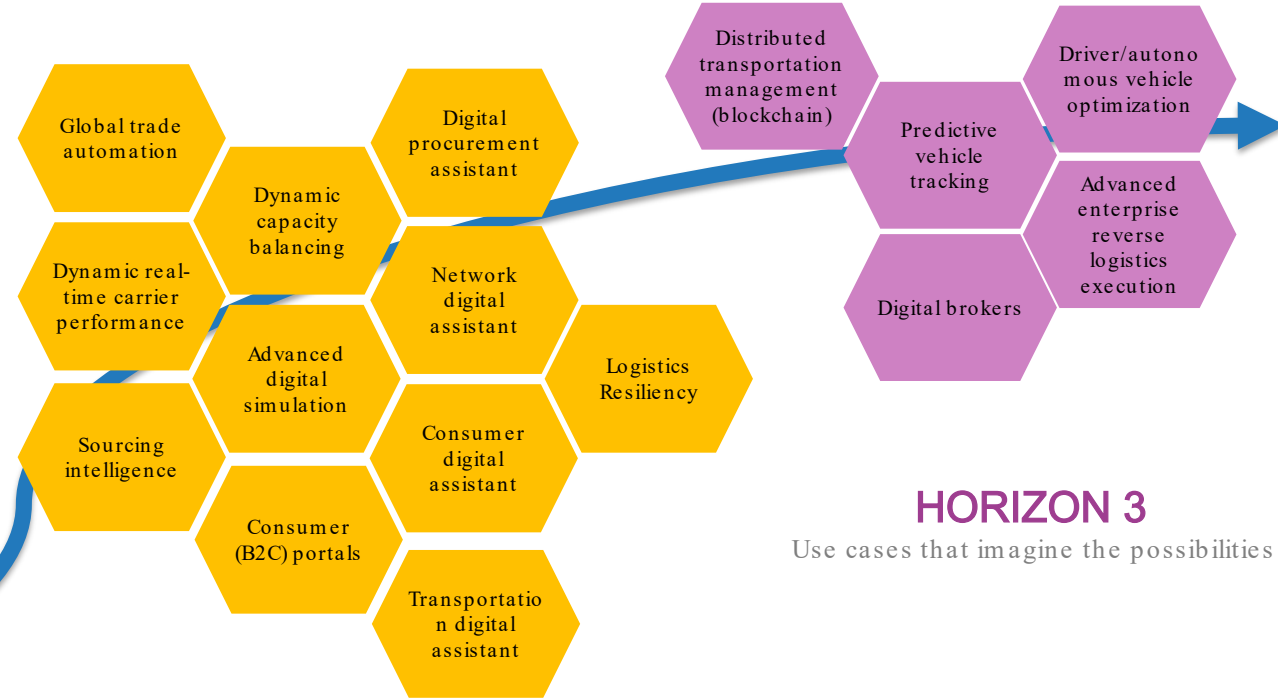 Global trade
automation
Dynamic real-
time carrier
performance
Sourcing
intelligence
Dynamic
capacity
balancing
Advanced
digital
simulation
Consumer
(B2C) portals
Digital
procurement
assistant
Network
digital
assistant
Consumer
digital
assistant
Transportatio
n digital
assistant
Logistics
Resiliency
Distributed
transportation
management
(blockchain)
Predictive
vehicle
tracking
Digital brokers
Driver/autono
mous vehicle
optimization
Advanced
enterprise
reverse
logistics
execution
HORIZON 3
Use cases that imagine the possibilities